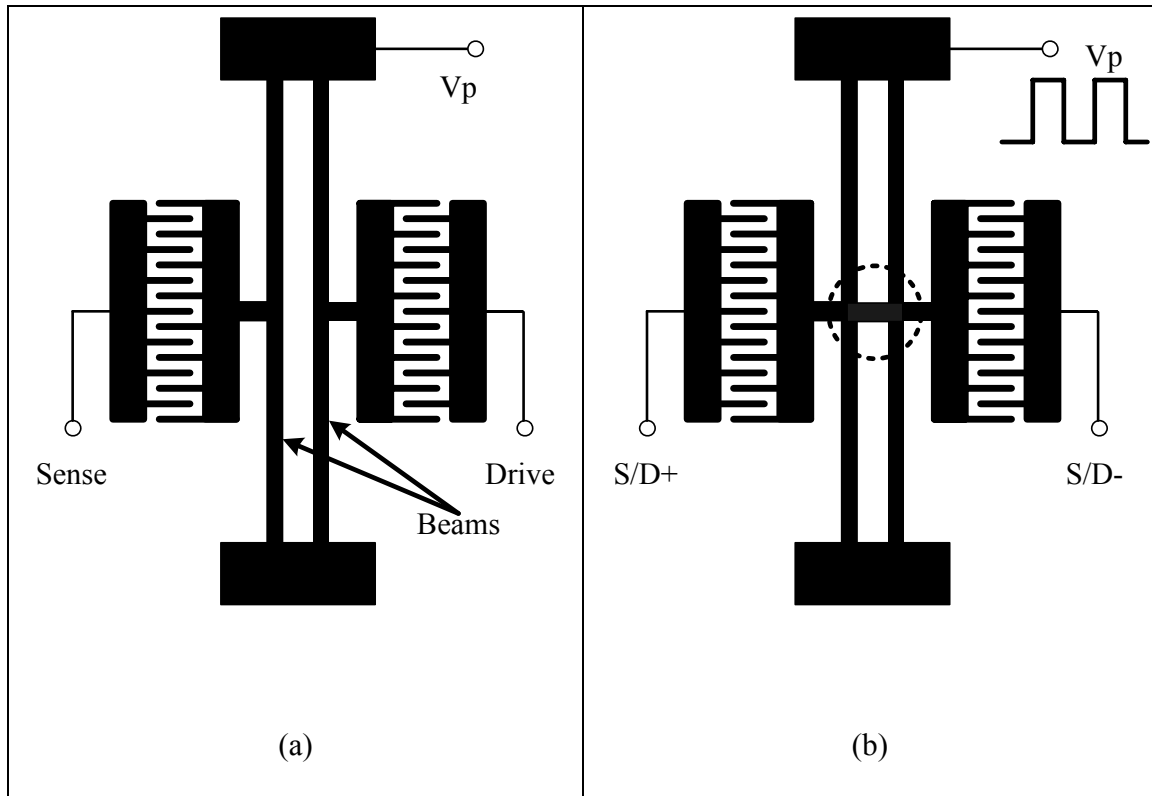 Vp
Sense
Drive
Beams
(a)
Vp
S/D+
S/D-
(b)